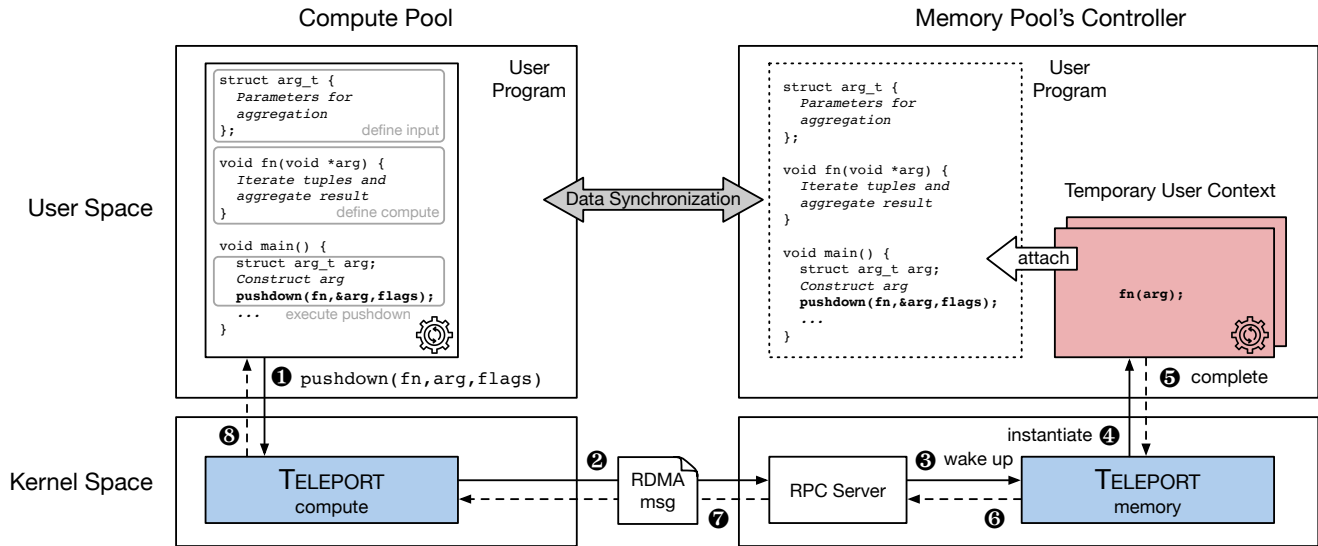 Compute Pool
Memory Pool's Controller
User Space
Kernel Space
User
Program
struct arg_t {
Parameters for
aggregation
};
define input
void fn(void *arg) {
Iterate tuples and
aggregate result
}
define compute
void main() {
struct arg_t arg;
Construct arg
pushdown(fn,&arg,flags);
...
execute pushdown
}
Data Synchronization
User
Program
struct arg_t {
Parameters for
aggregation
};
void fn(void *arg) {
Iterate tuples and
aggregate result
}
void main() {
struct arg_t arg;
Construct arg
pushdown(fn,&arg,flags);
...
}
Temporary User Context
attach
fn(arg);
❶ pushdown(fn,arg,flags)
❺ complete
❽
instantiate ❹
TELEPORT
compute
❷
RDMA
msg
❼
RPC Server
❸ wake up
❻
TELEPORT
memory